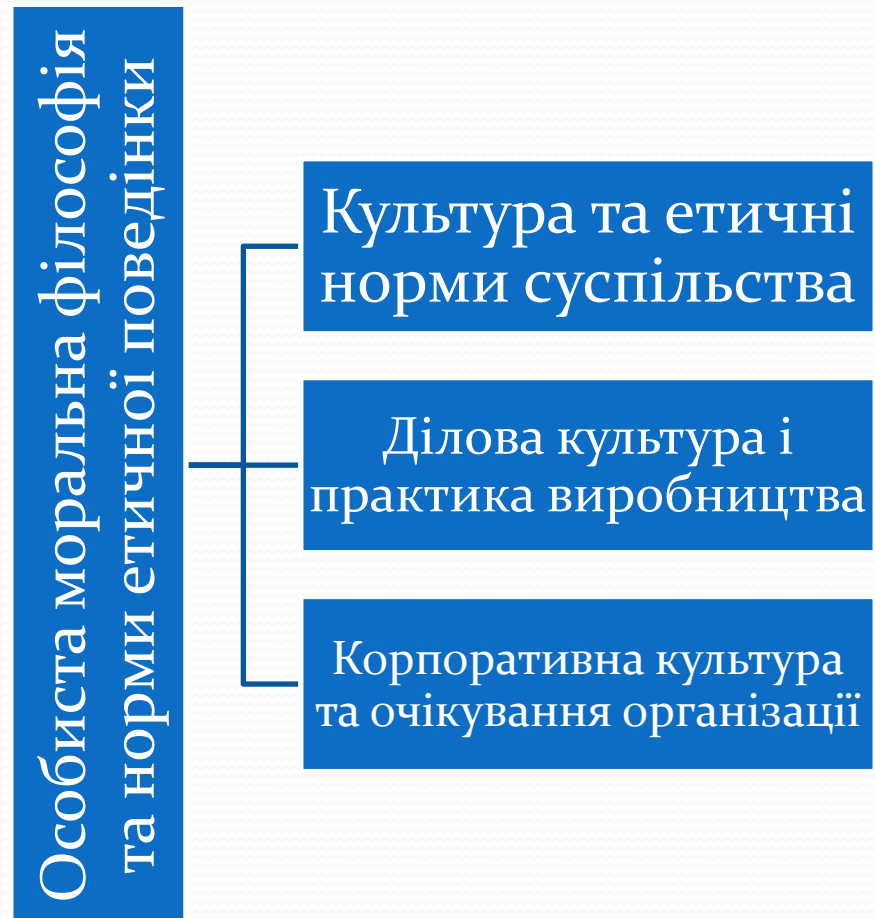 Особиста моральна філософія
та норми етичної поведінки
Культура та етичні
норми суспільства
Ділова культура і
практика виробництва
Корпоративна культура
та очікування організації